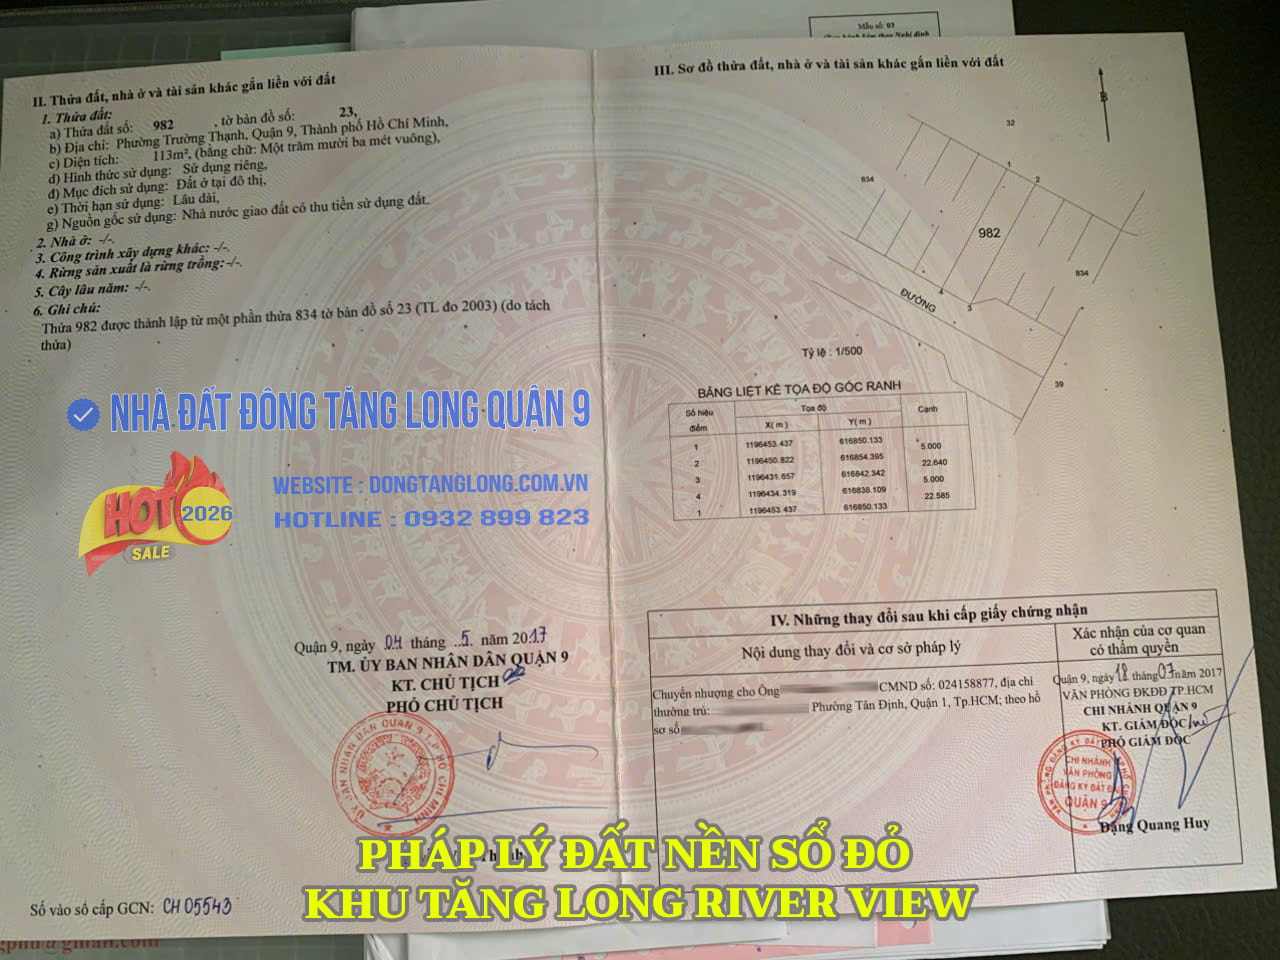 Mẫu số: 03
II. Thửa đất, nhà ở và tài sản khác gắn liền với đất
1. Thửa đất:
a) Thửa đất số: 982 , tờ bản đồ số: 23,
b) Địa chỉ: Phường Trường Thạnh, Quận 9, Thành phố Hồ Chí Minh,
c) Diện tích: 113m², (bằng chữ: Một trăm mười ba mét vuông),
d) Hình thức sử dụng: Sử dụng riêng,
đ) Mục đích sử dụng: Đất ở tại đô thị,
e) Thời hạn sử dụng: Lâu dài,
g) Nguồn gốc sử dụng: Nhà nước giao đất có thu tiền sử dụng đất.
2. Nhà ở: -/-.
3. Công trình xây dựng khác: -/-.
4. Rừng sản xuất là rừng trồng: -/-.
5. Cây lâu năm: -/-.
6. Ghi chú:
Thửa 982 được thành lập từ một phần thửa 834 tờ bản đồ số 23 (TL đo 2003) (do tách
thửa)
NHÀ ĐẤT ĐÔNG TĂNG LONG QUẬN 9
HOT 2026
SALE
WEBSITE : DONGTANGLONG.COM.VN
HOTLINE : 0932 899 823
Quận 9, ngày 04 tháng 5. năm 2017
TM. ỦY BAN NHÂN DÂN QUẬN 9
KT. CHỦ TỊCH
PHÓ CHỦ TỊCH
Số vào sổ cấp GCN: CH 05543
III. Sơ đồ thửa đất, nhà ở và tài sản khác gắn liền với đất
B
32
834
1
2
982
834
4
3
ĐƯỜNG
39
Tỷ lệ : 1/500
BẢNG LIỆT KÊ TỌA ĐỘ GÓC RANH
Số hiệu điểm Tọa độ Cạnh
X( m ) Y( m )
1 1196453.437 616850.133
5.000
2 1196450.822 616854.395
22.640
3 1196431.657 616842.342
5.000
4 1196434.319 616838.109
22.585
1 1196453.437 616850.133
IV. Những thay đổi sau khi cấp giấy chứng nhận
Nội dung thay đổi và cơ sở pháp lý
Xác nhận của cơ quan
có thẩm quyền
Chuyển nhượng cho Ông CMND số: 024158877, địa chỉ
thường trú: Phường Tân Định, Quận 1, Tp.HCM; theo hồ
sơ số
Quận 9, ngày 18 tháng 07 năm 2017
VĂN PHÒNG ĐKĐĐ TP.HCM
CHI NHÁNH QUẬN 9
KT. GIÁM ĐỐC
PHÓ GIÁM ĐỐC
CHI NHÁNH
VĂN PHÒNG
ĐĂNG KÝ ĐẤT ĐAI
QUẬN 9
Đặng Quang Huy
PHÁP LÝ ĐẤT NỀN SỔ ĐỎ
KHU TĂNG LONG RIVER VIEW